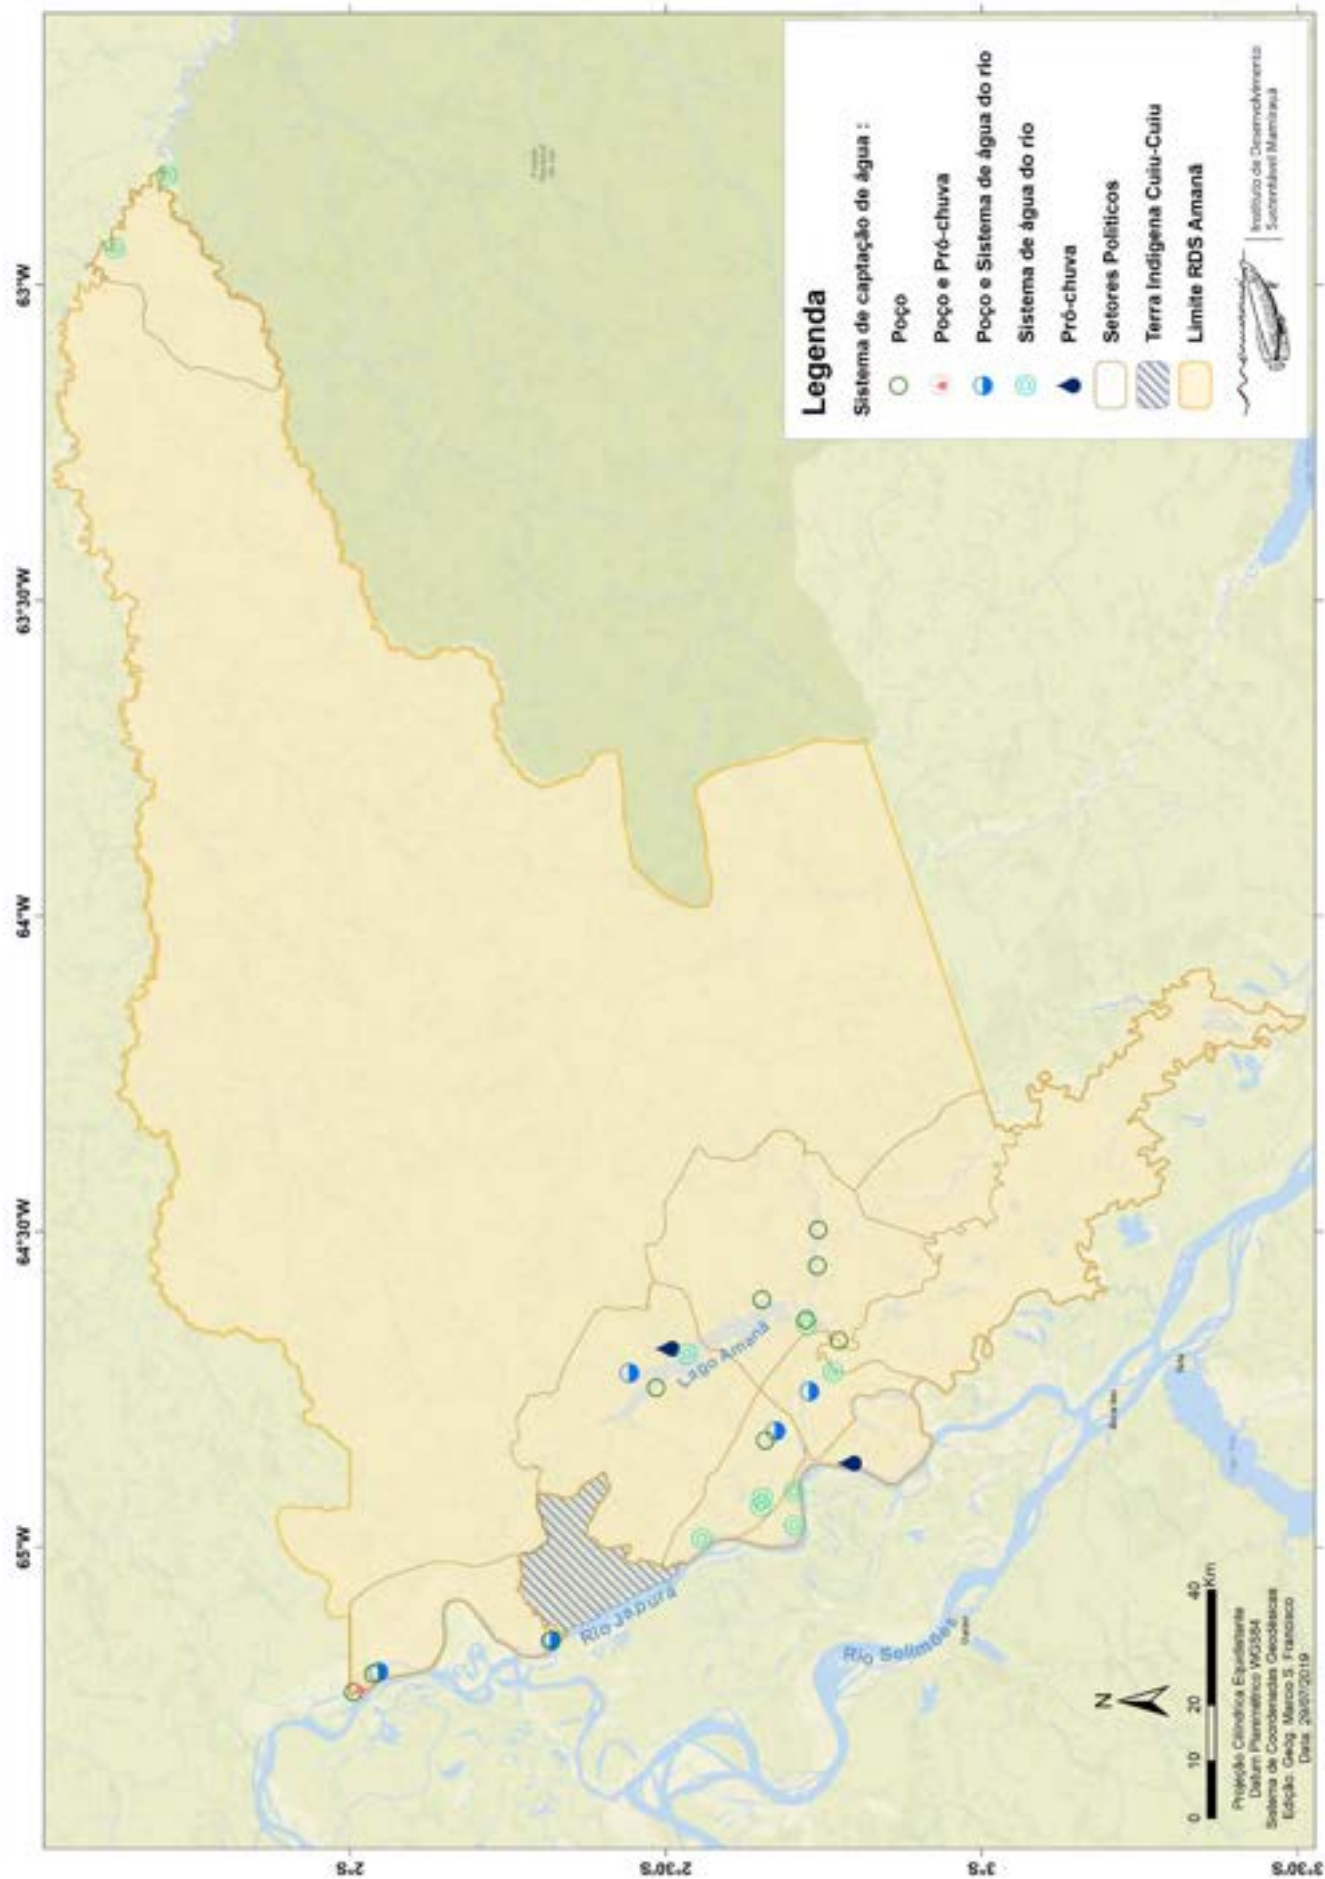 63°W
63°30'W
64°W
64°30'W
65°W
2°S
2°30'S
3°S
3°30'S
Lago Amanã
Rio Japurá
Rio Solimões
Legenda
Sistema de captação de água :
Poço
Poço e Pró-chuva
Poço e Sistema de água do rio
Sistema de água do rio
Pró-chuva
Setores Políticos
Terra Indígena Cuiu-Cuiu
Limite RDS Amanã
Mamirauá
Instituto de Desenvolvimento
Sustentável Mamirauá
N
0 10 20 40
Km
Projeção Cilíndrica Equidistante
Datum Planimétrico WGS84
Sistema de Coordenadas Geodésicas
Edição: Geóg. Marcio S. Francisco
Data: 29/07/2019